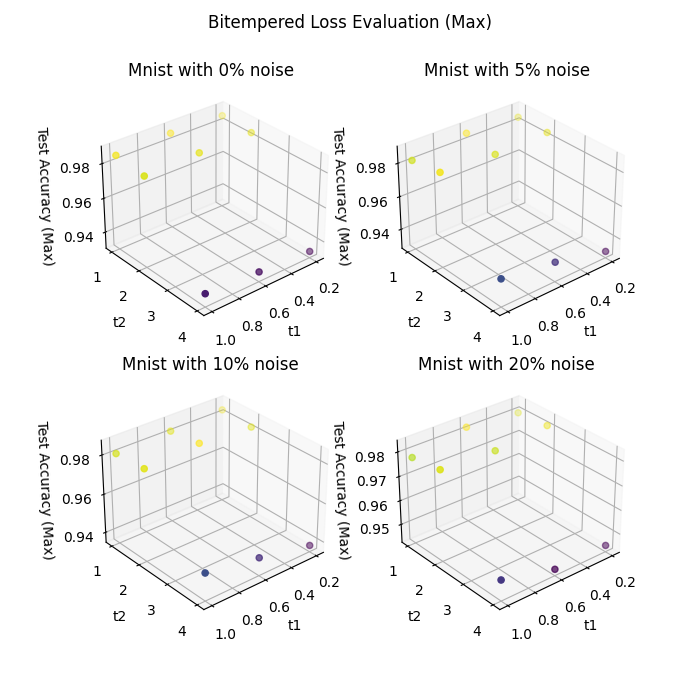 Bitempered Loss Evaluation (Max)
Mnist with 0% noise
Test Accuracy (Max)
0.98
0.96
0.94
1
2
3
4
t2
1.0
0.8
0.6
0.4
0.2
t1
Mnist with 5% noise
Test Accuracy (Max)
0.98
0.96
0.94
1
2
3
4
t2
1.0
0.8
0.6
0.4
0.2
t1
Mnist with 10% noise
Test Accuracy (Max)
0.98
0.96
0.94
1
2
3
4
t2
1.0
0.8
0.6
0.4
0.2
t1
Mnist with 20% noise
Test Accuracy (Max)
0.98
0.97
0.96
0.95
1
2
3
4
t2
1.0
0.8
0.6
0.4
0.2
t1